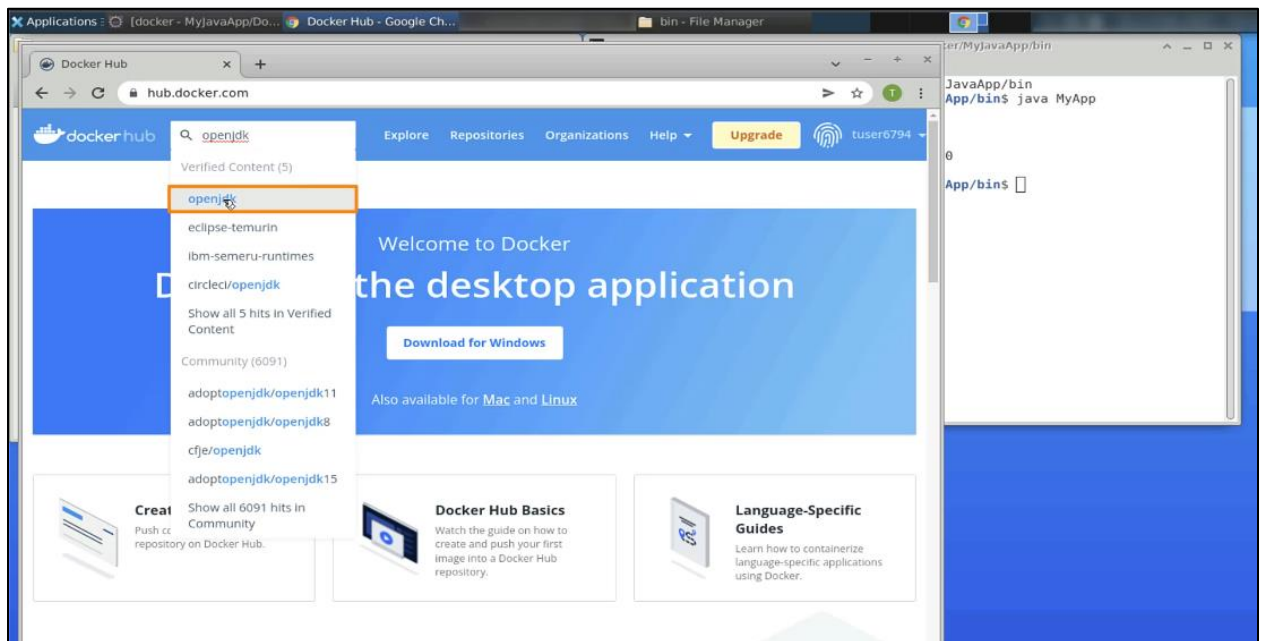 Applications [docker - MyJavaApp/Do... Docker Hub - Google Ch... bin - File Manager
er/MyJavaApp/bin
Docker Hub
hub.docker.com
T
JavaApp/bin
App/bin$ java MyApp
0
App/bin$
dockerhub openjdk Explore Repositories Organizations Help Upgrade tuser6794
Verified Content (5)
openjdk
eclipse-temurin
ibm-semeru-runtimes
circleci/openjdk
Show all 5 hits in Verified
Content
Community (6091)
adoptopenjdk/openjdk11
adoptopenjdk/openjdk8
cfje/openjdk
adoptopenjdk/openjdk15
Show all 6091 hits in
Community
Welcome to Docker
D the desktop application
Download for Windows
Also available for Mac and Linux
Creat
Push cc
repository on Docker Hub.
Docker Hub Basics
Watch the guide on how to
create and push your first
image into a Docker Hub
repository.
Language-Specific
Guides
Learn how to containerize
language-specific applications
using Docker.